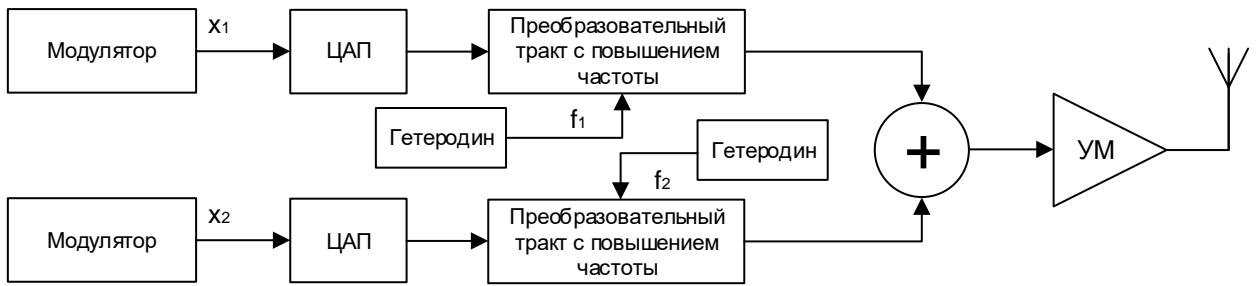 Модулятор
x1
ЦАП
Преобразовательный
тракт с повышением
частоты
Гетеродин
f1
Гетеродин
f2
+
УМ
Модулятор
x2
ЦАП
Преобразовательный
тракт с повышением
частоты